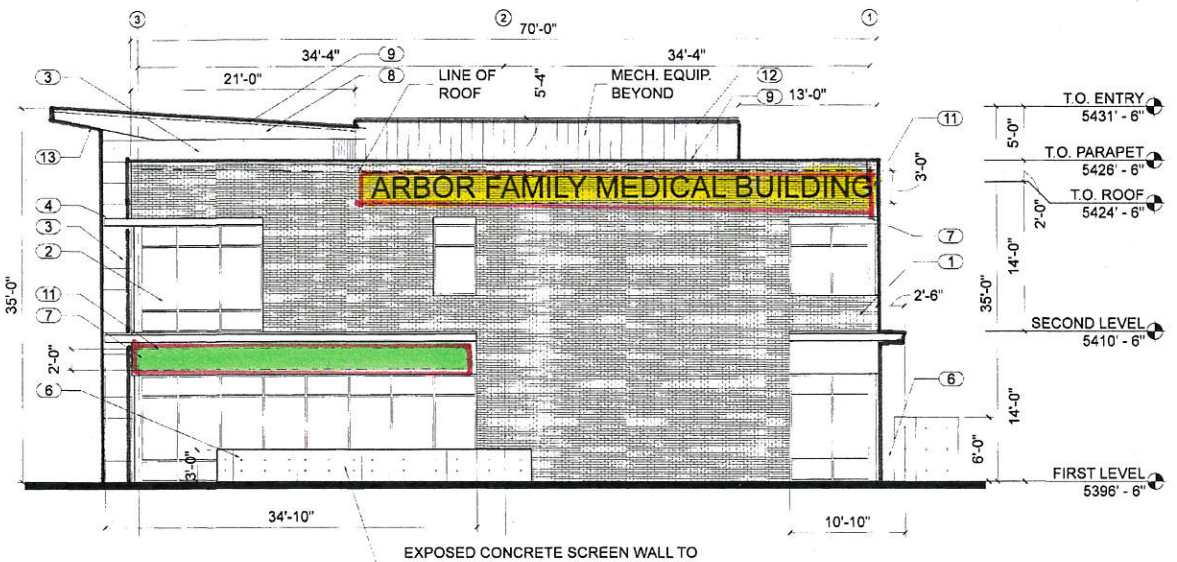 3 2 1
70'-0"
34'-4" 9 34'-4"
3 8 LINE OF ROOF 5'-4" MECH. EQUIP. BEYOND 12
21'-0" 9 13'-0"
T.O. ENTRY
5431' - 6"
11
5'-0"
13
T.O. PARAPET
5426' - 6"
3'-0"
ARBOR FAMILY MEDICAL BUILDING
T.O. ROOF
5424' - 6"
2'-0"
4
3
7
2
1
14'-0"
35'-0"
35'-0"
11
2'-6"
7
SECOND LEVEL
5410' - 6"
2'-0"
6
6
14'-0"
3'-0"
6'-0"
FIRST LEVEL
5396' - 6"
34'-10" 10'-10"
EXPOSED CONCRETE SCREEN WALL TO